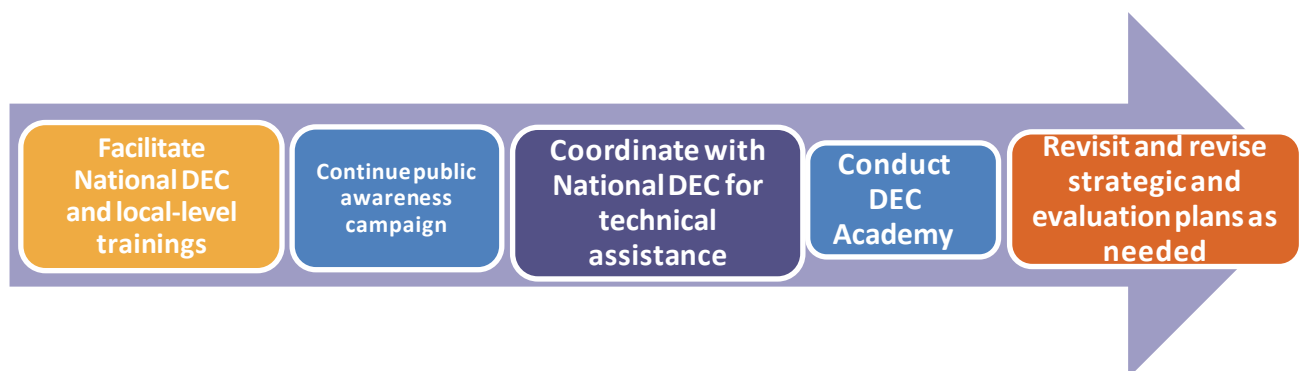 Facilitate
National DEC
and local-level
trainings
Continue public
awareness
campaign
Coordinate with
National DEC for
technical
assistance
Conduct
DEC
Academy
Revisit and revise
strategic and
evaluation plans as
needed